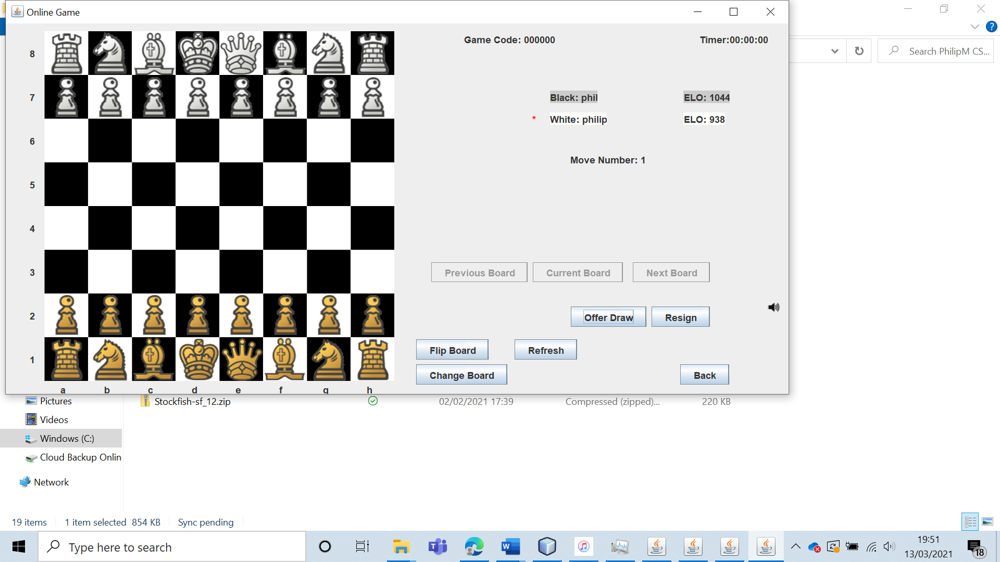 Online Game
Game Code: 000000
Timer:00:00:00
8
7
6
5
4
3
2
1
a b c d e f g h
Black: phil
ELO: 1044
* White: philip
ELO: 938
Move Number: 1
Previous Board
Current Board
Next Board
Offer Draw
Resign
Flip Board
Refresh
Change Board
Back
?
Search PhilipM CS...
Pictures
Videos
Windows (C:)
Cloud Backup Onlin
Network
Stockfish-sf_12.zip
02/02/2021 17:39
Compressed (zipped)...
220 KB
19 items
1 item selected 854 KB
Sync pending
Type here to search
T
W
19:51
13/03/2021
18